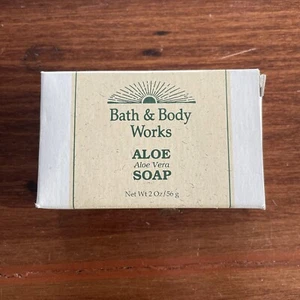 Bath & Body
Works
ALOE
Aloe Vera
SOAP
Net Wt 2 Oz/56 g